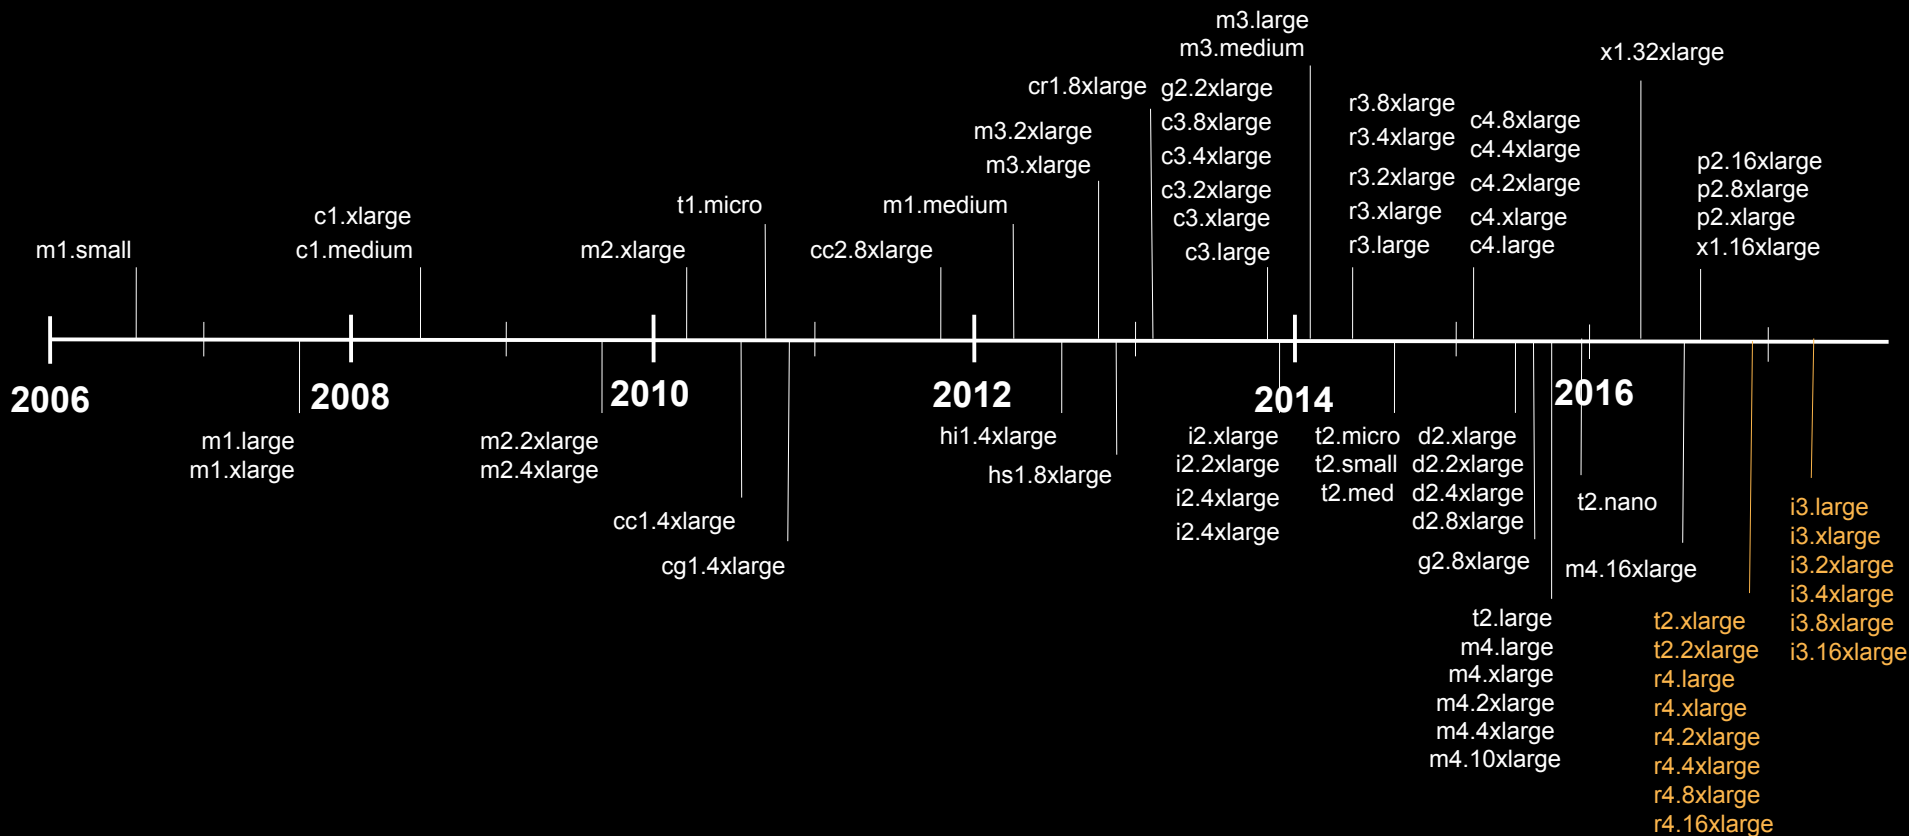 m1.small
c1.xlarge
c1.medium
m2.xlarge
t1.micro
cc2.8xlarge
m1.medium
m3.2xlarge
m3.xlarge
cr1.8xlarge
g2.2xlarge
c3.8xlarge
c3.4xlarge
c3.2xlarge
c3.xlarge
c3.large
m3.large
m3.medium
r3.8xlarge
r3.4xlarge
r3.2xlarge
r3.xlarge
r3.large
c4.8xlarge
c4.4xlarge
c4.2xlarge
c4.xlarge
c4.large
x1.32xlarge
p2.16xlarge
p2.8xlarge
p2.xlarge
x1.16xlarge
2006
2008
2010
2012
2014
2016
m1.large
m1.xlarge
m2.2xlarge
m2.4xlarge
cc1.4xlarge
cg1.4xlarge
hi1.4xlarge
hs1.8xlarge
i2.xlarge
i2.2xlarge
i2.4xlarge
i2.4xlarge
t2.micro
t2.small
t2.med
d2.xlarge
d2.2xlarge
d2.4xlarge
d2.8xlarge
g2.8xlarge
t2.large
m4.large
m4.xlarge
m4.2xlarge
m4.4xlarge
m4.10xlarge
t2.nano
m4.16xlarge
t2.xlarge
t2.2xlarge
r4.large
r4.xlarge
r4.2xlarge
r4.4xlarge
r4.8xlarge
r4.16xlarge
i3.large
i3.xlarge
i3.2xlarge
i3.4xlarge
i3.8xlarge
i3.16xlarge